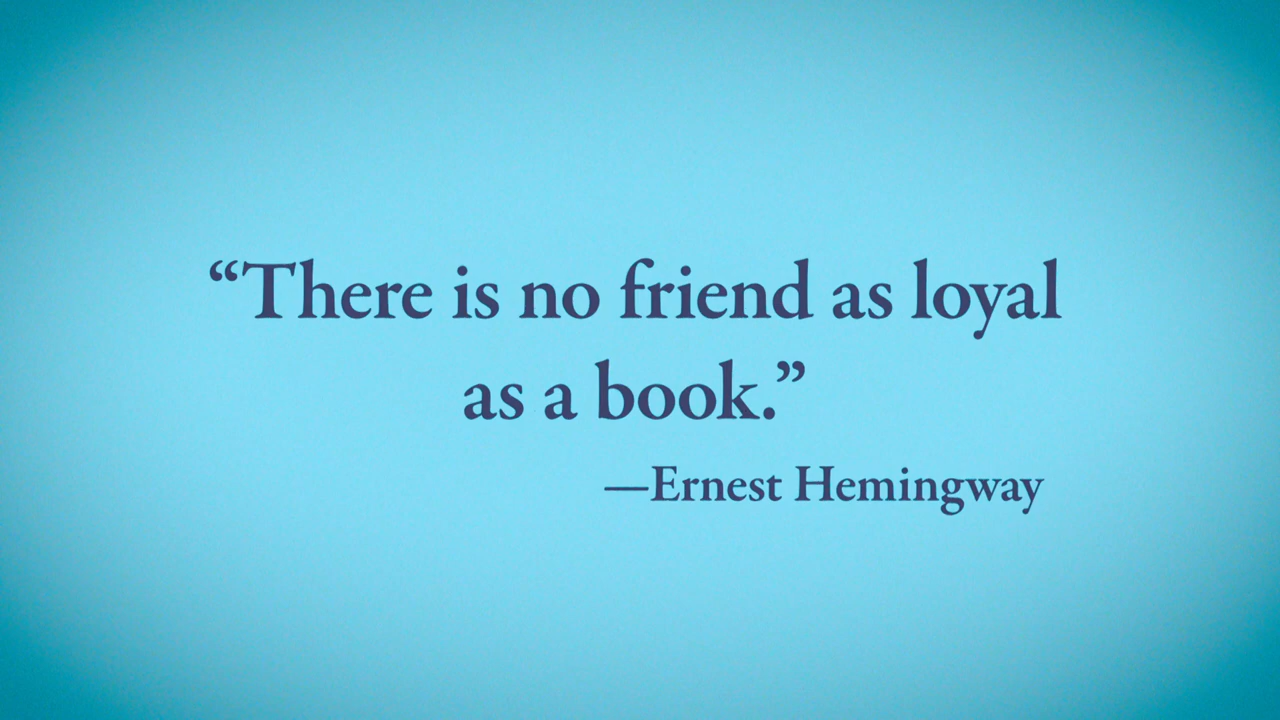 “There is no friend as loyal
as a book.”
—Ernest Hemingway